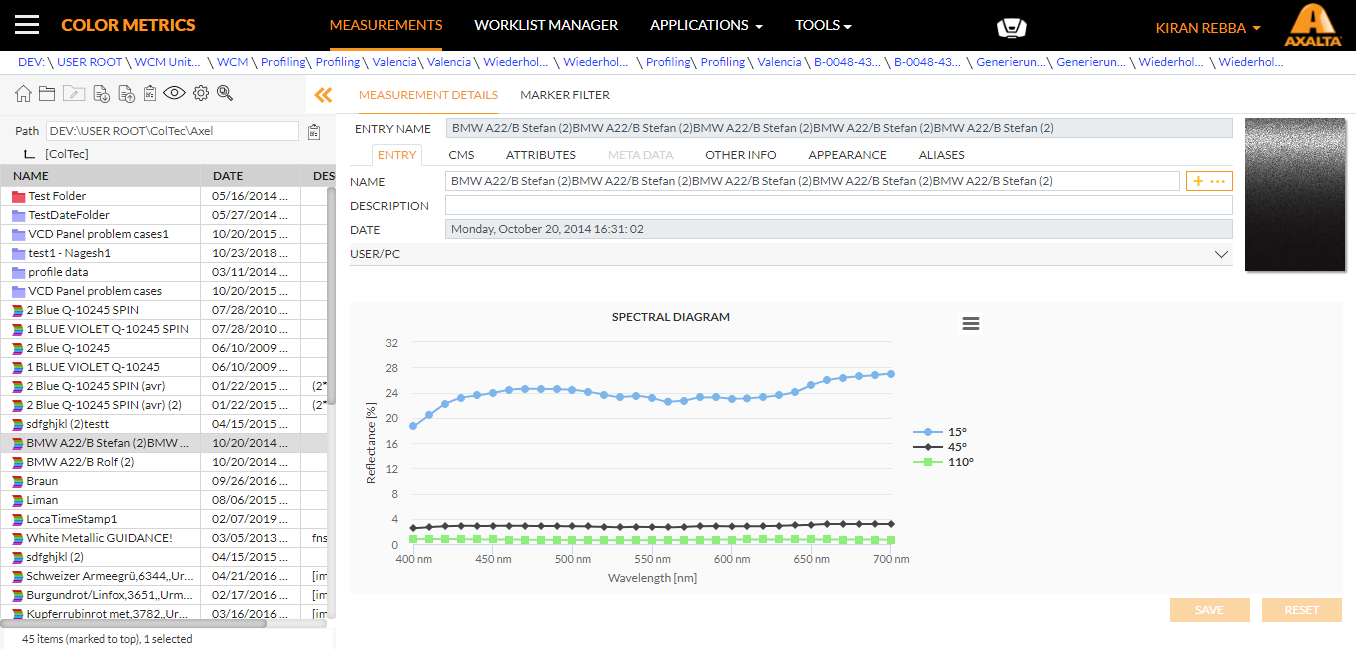 COLOR METRICS
MEASUREMENTS WORKLIST MANAGER APPLICATIONS TOOLS
KIRAN REBBA
AXALTA
DEV: \ USER ROOT \ WCM Unit... \ WCM \ Profiling\ Profiling \ Valencia\ Valencia \ Wiederhol... \ Wiederhol... \ Profiling\ Profiling \ Valencia \ B-0048-43... \ B-0048-43... \ Generierun...\ Generierun... \ Wiederhol... \ Wiederhol...
Path DEV:\USER ROOT\ColTec\Axel
[ColTec]
NAME DATE DES
Test Folder 05/16/2014 ...
TestDateFolder 05/27/2014 ...
VCD Panel problem cases1 10/20/2015 ...
test1 - Nagesh1 10/23/2018 ...
profile data 03/11/2014 ...
VCD Panel problem cases 10/20/2015 ...
2 Blue Q-10245 SPIN 07/28/2010 ...
1 BLUE VIOLET Q-10245 SPIN 07/28/2010 ...
2 Blue Q-10245 06/10/2009 ...
1 BLUE VIOLET Q-10245 06/10/2009 ...
2 Blue Q-10245 SPIN (avr) 01/22/2015 ... (2*
2 Blue Q-10245 SPIN (avr) (2) 01/22/2015 ... (2*
sdfghjkl (2)testt 04/15/2015 ...
BMW A22/B Stefan (2)BMW ... 10/20/2014 ...
BMW A22/B Rolf (2) 10/20/2014 ...
Braun 09/26/2016 ...
Liman 08/06/2015 ...
LocaTimeStamp1 02/07/2019 ...
White Metallic GUIDANCE! 03/05/2013 ... fns
sdfghjkl (2) 04/15/2015 ...
Schweizer Armeegrü,6344,,Ur... 04/21/2016 ... [im
Burgundrot/Linfox,3651,,Urm... 02/17/2016 ... [im
Kupferrubinrot met,3782,,Ur... 03/16/2016 ... [im
45 items (marked to top), 1 selected
MEASUREMENT DETAILS MARKER FILTER
ENTRY NAME BMW A22/B Stefan (2)BMW A22/B Stefan (2)BMW A22/B Stefan (2)BMW A22/B Stefan (2)BMW A22/B Stefan (2)
ENTRY CMS ATTRIBUTES META DATA OTHER INFO APPEARANCE ALIASES
NAME BMW A22/B Stefan (2)BMW A22/B Stefan (2)BMW A22/B Stefan (2)BMW A22/B Stefan (2)BMW A22/B Stefan (2)
+ ...
DESCRIPTION
DATE Monday, October 20, 2014 16:31: 02
USER/PC
SPECTRAL DIAGRAM
Reflectance [%]
32
28
24
20
16
12
8
4
0
400 nm 450 nm 500 nm 550 nm 600 nm 650 nm 700 nm
Wavelength [nm]
15°
45°
110°
SAVE RESET